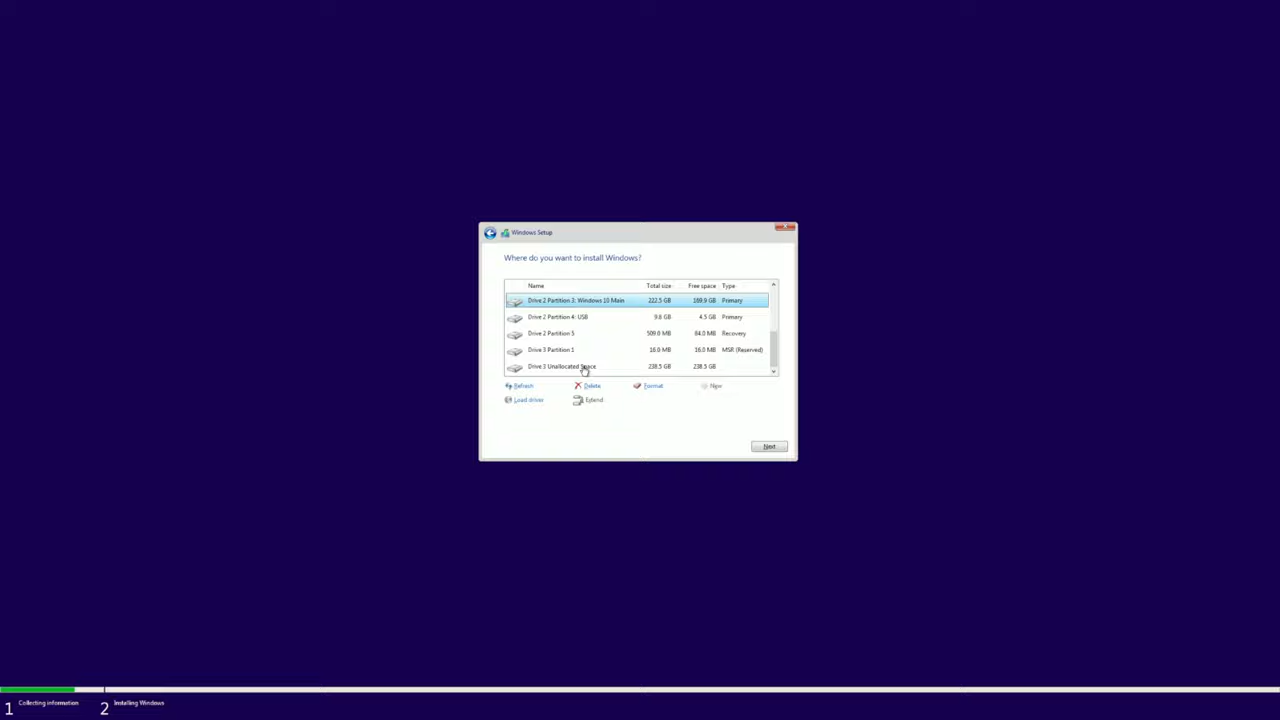 Windows Setup
Where do you want to install Windows?
Name Total size Free space Type
Drive 2 Partition 3: Windows 10 Main 222.5 GB 189.9 GB Primary
Drive 2 Partition 4: USB 9.8 GB 4.5 GB Primary
Drive 2 Partition 5 509.0 MB 84.0 MB Recovery
Drive 3 Partition 1 16.0 MB 16.0 MB MSR (Reserved)
Drive 3 Unallocated Space 238.5 GB 238.5 GB
Refresh Delete Format New
Load driver Extend
Next
1 Collecting information 2 Installing Windows